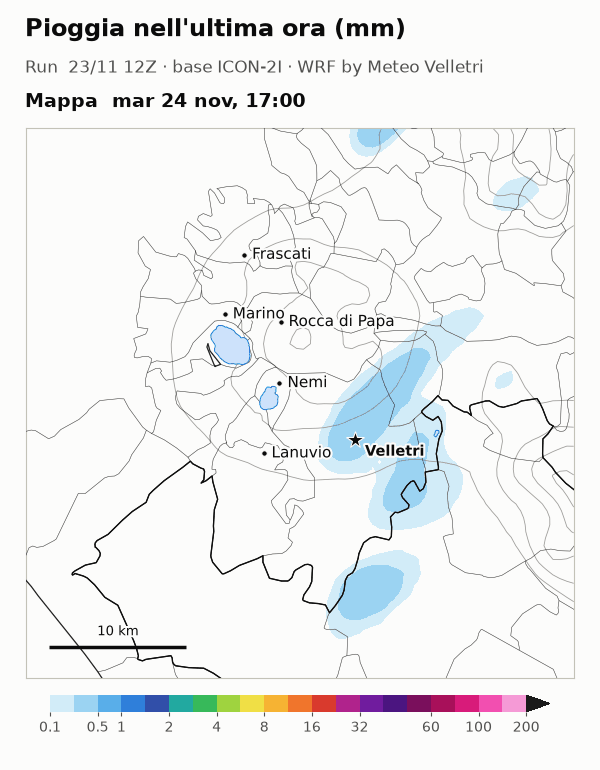 Pioggia nell'ultima ora (mm)
Run  23/11 12Z · base ICON-2I · WRF by Meteo Velletri
Mappa  mar 24 nov, 17:00
Frascati
Marino
Rocca di Papa
Nemi
Velletri
Lanuvio
10 km
0.1 0.5 1 2 4 8 16 32 60 100 200